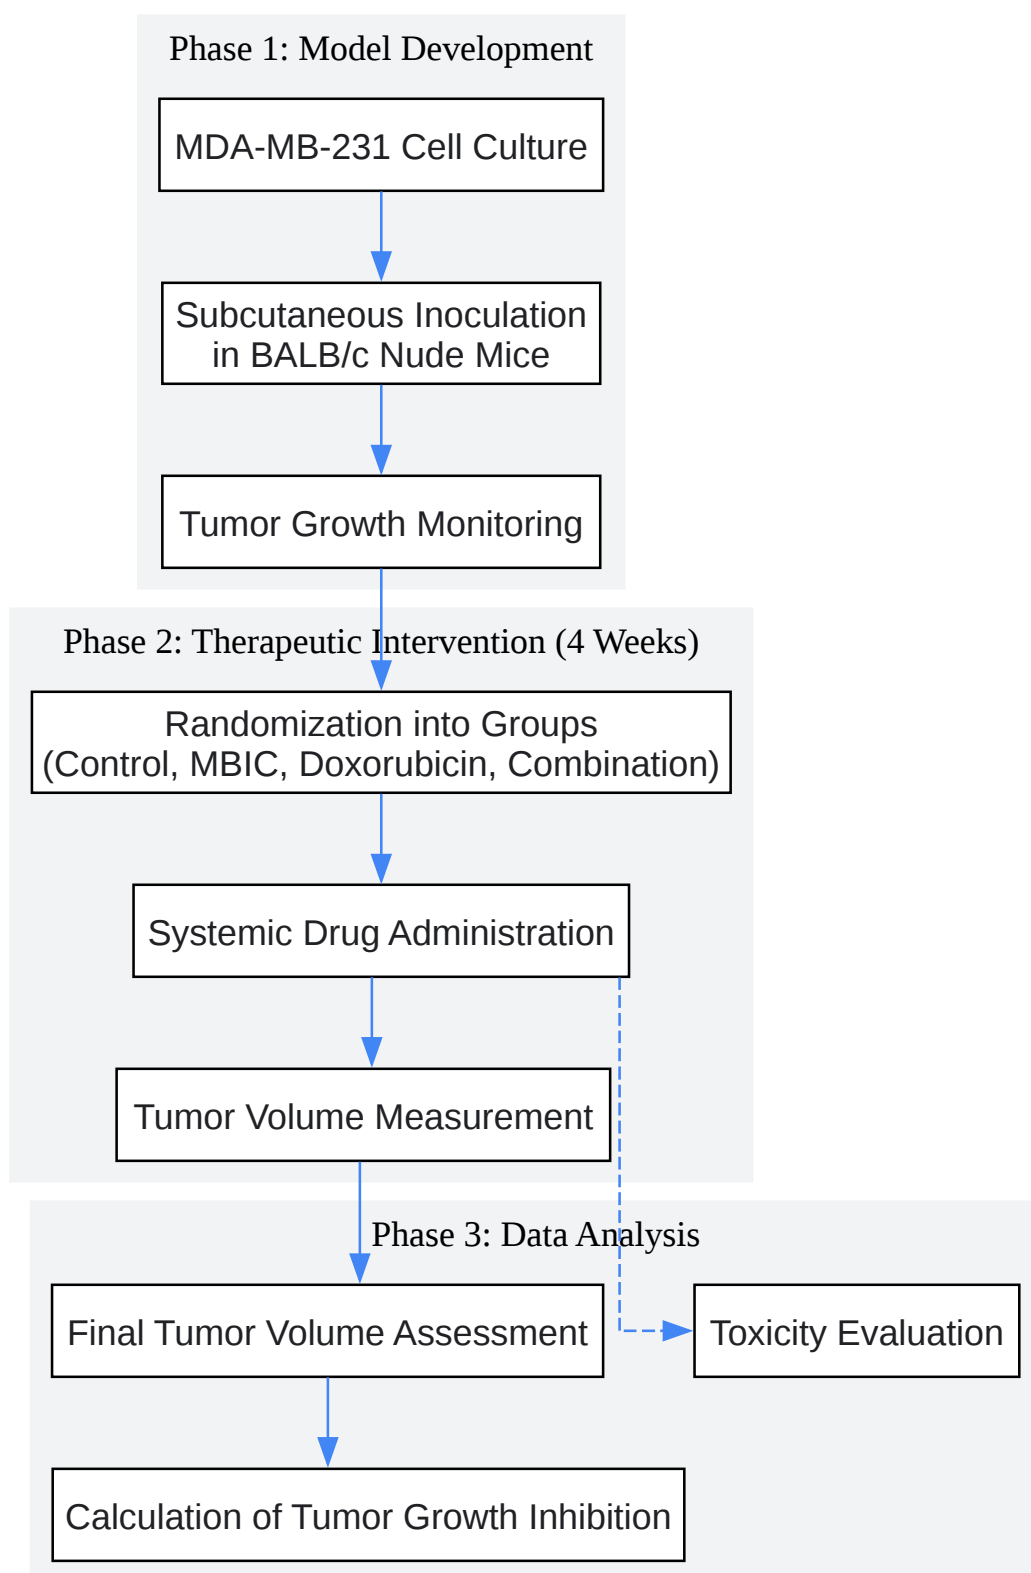 Phase 1: Model Development
MDA-MB-231 Cell Culture
Subcutaneous Inoculation
in BALB/c Nude Mice
Tumor Growth Monitoring
Phase 2: Therapeutic Intervention (4 Weeks)
Randomization into Groups
(Control, MBIC, Doxorubicin, Combination)
Systemic Drug Administration
Tumor Volume Measurement
Phase 3: Data Analysis
Final Tumor Volume Assessment
Toxicity Evaluation
Calculation of Tumor Growth Inhibition